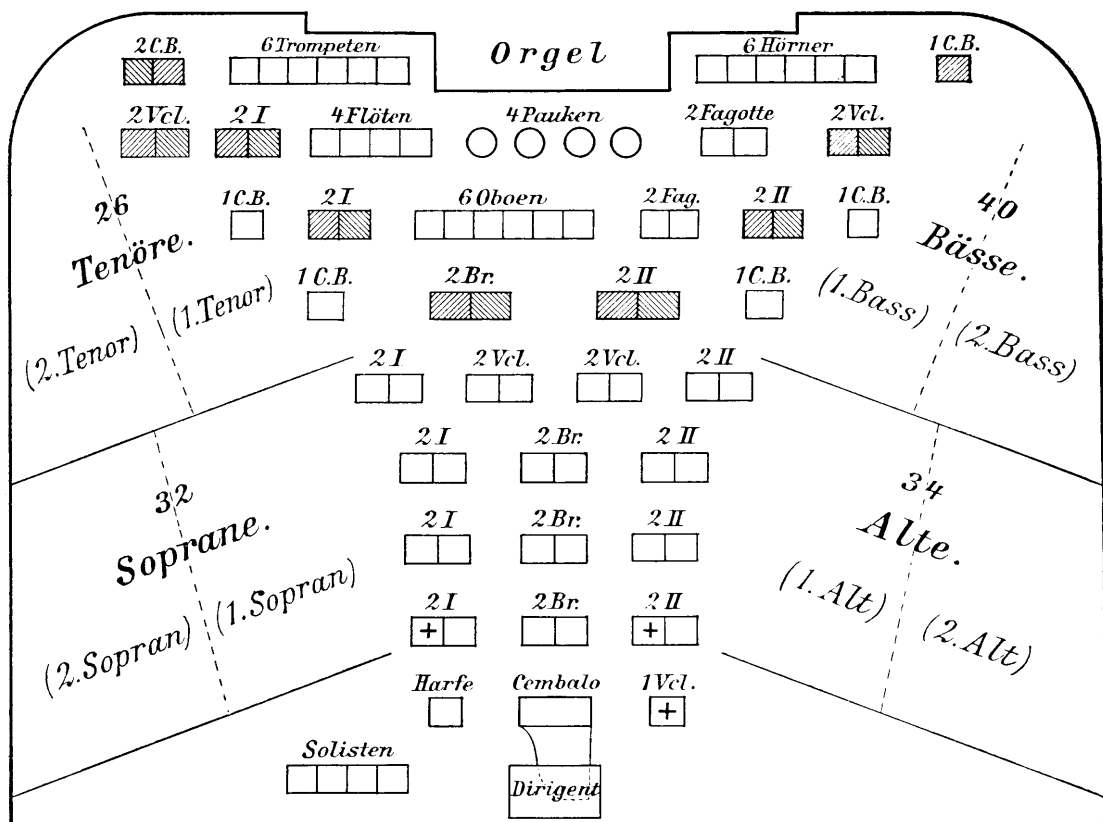 Orgel
2 C.B. 6 Trompeten 6 Hörner 1 C.B.
2 Vcl. 2 I 4 Flöten 4 Pauken 2 Fagotte 2 Vcl.
1 C.B. 2 I 6 Oboen 2 Fag. 2 II 1 C.B.
26
Tenöre.
(1. Tenor)
(2. Tenor)
40
Bässe.
(1. Bass)
(2. Bass)
1 C.B. 2 Br. 2 II 1 C.B.
2 I 2 Vcl. 2 Vcl. 2 II
2 I 2 Br. 2 II
32
Soprane.
(1. Sopran)
(2. Sopran)
34
Alte.
(1. Alt)
(2. Alt)
2 I 2 Br. 2 II
2 I 2 Br. 2 II
+ +
Harfe Cembalo 1 Vcl.
+
Solisten
Dirigent